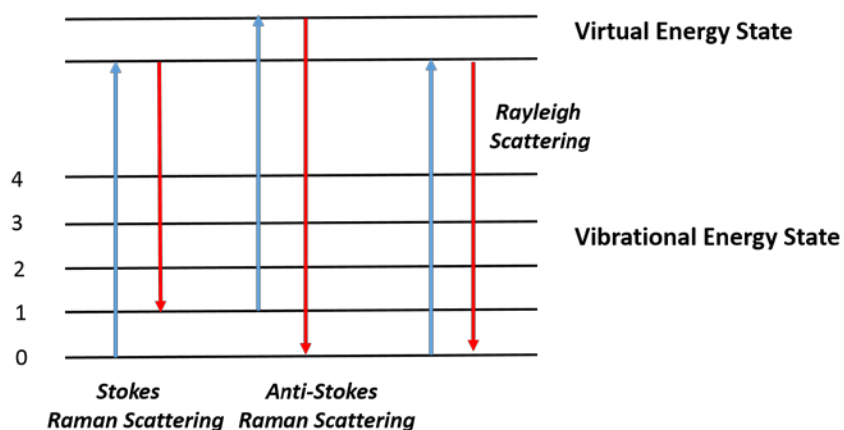 Virtual Energy State
Rayleigh
Scattering
4
3
Vibrational Energy State
2
1
0
Stokes
Raman Scattering
Anti-Stokes
Raman Scattering